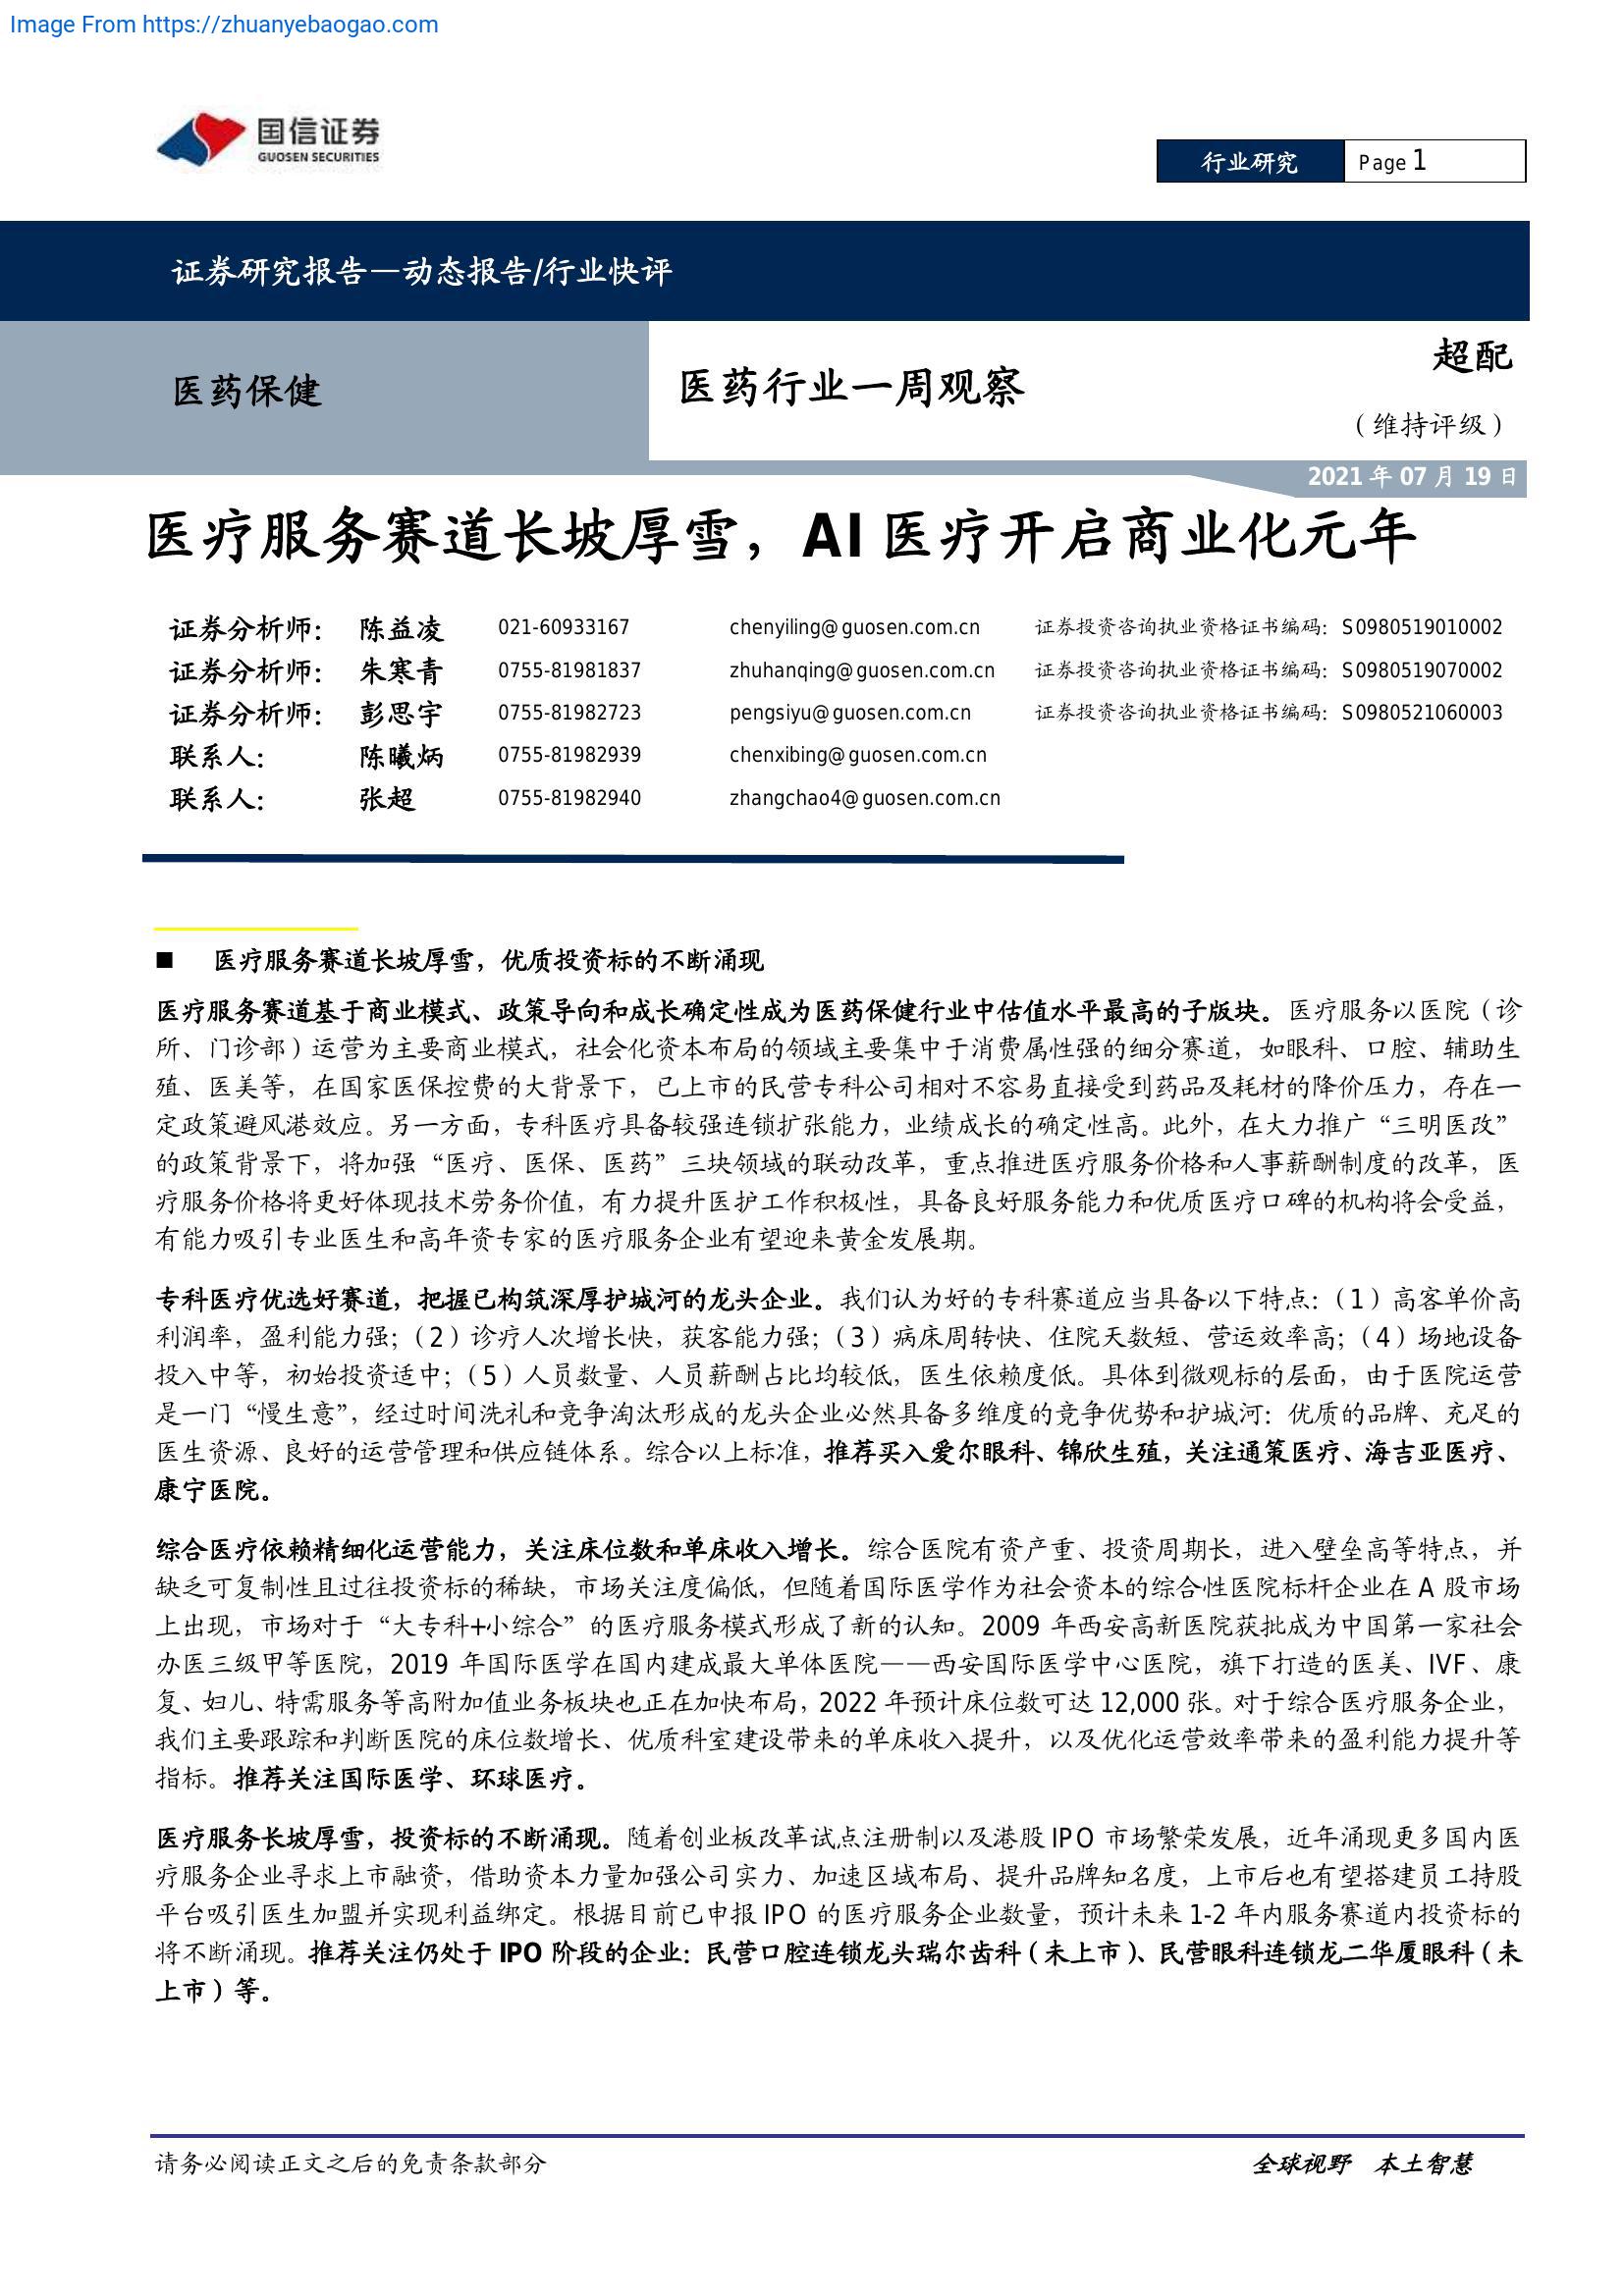 Image From https://zhuanyebaogao.com
国信证券
GUOSEN SECURITIES
行业研究 Page 1
证券研究报告—动态报告/行业快评
医药保健
医药行业一周观察
超配
（维持评级）
2021 年 07 月 19 日
医疗服务赛道长坡厚雪，AI 医疗开启商业化元年
证券分析师： 陈益凌 021-60933167 chenyiling@guosen.com.cn 证券投资咨询执业资格证书编码：S0980519010002
证券分析师： 朱寒青 0755-81981837 zhuhanqing@guosen.com.cn 证券投资咨询执业资格证书编码：S0980519070002
证券分析师： 彭思宇 0755-81982723 pengsiyu@guosen.com.cn 证券投资咨询执业资格证书编码：S0980521060003
联系人： 陈曦炳 0755-81982939 chenxibing@guosen.com.cn
联系人： 张超 0755-81982940 zhangchao4@guosen.com.cn
■ 医疗服务赛道长坡厚雪，优质投资标的不断涌现
医疗服务赛道基于商业模式、政策导向和成长确定性成为医药保健行业中估值水平最高的子版块。医疗服务以医院（诊
所、门诊部）运营为主要商业模式，社会化资本布局的领域主要集中于消费属性强的细分赛道，如眼科、口腔、辅助生
殖、医美等，在国家医保控费的大背景下，已上市的民营专科公司相对不容易直接受到药品及耗材的降价压力，存在一
定政策避风港效应。另一方面，专科医疗具备较强连锁扩张能力，业绩成长的确定性高。此外，在大力推广“三明医改”
的政策背景下，将加强“医疗、医保、医药”三块领域的联动改革，重点推进医疗服务价格和人事薪酬制度的改革，医
疗服务价格将更好体现技术劳务价值，有力提升医护工作积极性，具备良好服务能力和优质医疗口碑的机构将会受益，
有能力吸引专业医生和高年资专家的医疗服务企业有望迎来黄金发展期。
专科医疗优选好赛道，把握已构筑深厚护城河的龙头企业。我们认为好的专科赛道应当具备以下特点：（1）高客单价高
利润率，盈利能力强；（2）诊疗人次增长快，获客能力强；（3）病床周转快、住院天数短、营运效率高；（4）场地设备
投入中等，初始投资适中；（5）人员数量、人员薪酬占比均较低，医生依赖度低。具体到微观标的层面，由于医院运营
是一门“慢生意”，经过时间洗礼和竞争淘汰形成的龙头企业必然具备多维度的竞争优势和护城河：优质的品牌、充足的
医生资源、良好的运营管理和供应链体系。综合以上标准，推荐买入爱尔眼科、锦欣生殖，关注通策医疗、海吉亚医疗、
康宁医院。
综合医疗依赖精细化运营能力，关注床位数和单床收入增长。综合医院有资产重、投资周期长，进入壁垒高等特点，并
缺乏可复制性且过往投资标的稀缺，市场关注度偏低，但随着国际医学作为社会资本的综合性医院标杆企业在 A 股市场
上出现，市场对于“大专科+小综合”的医疗服务模式形成了新的认知。2009 年西安高新医院获批成为中国第一家社会
办医三级甲等医院，2019 年国际医学在国内建成最大单体医院——西安国际医学中心医院，旗下打造的医美、IVF、康
复、妇儿、特需服务等高附加值业务板块也正在加快布局，2022 年预计床位数可达 12,000 张。对于综合医疗服务企业，
我们主要跟踪和判断医院的床位数增长、优质科室建设带来的单床收入提升，以及优化运营效率带来的盈利能力提升等
指标。推荐关注国际医学、环球医疗。
医疗服务长坡厚雪，投资标的不断涌现。随着创业板改革试点注册制以及港股 IPO 市场繁荣发展，近年涌现更多国内医
疗服务企业寻求上市融资，借助资本力量加强公司实力、加速区域布局、提升品牌知名度，上市后也有望搭建员工持股
平台吸引医生加盟并实现利益绑定。根据目前已申报 IPO 的医疗服务企业数量，预计未来 1-2 年内服务赛道内投资标的
将不断涌现。推荐关注仍处于 IPO 阶段的企业：民营口腔连锁龙头瑞尔齿科（未上市）、民营眼科连锁龙二华厦眼科（未
上市）等。
请务必阅读正文之后的免责条款部分
全球视野 本土智慧